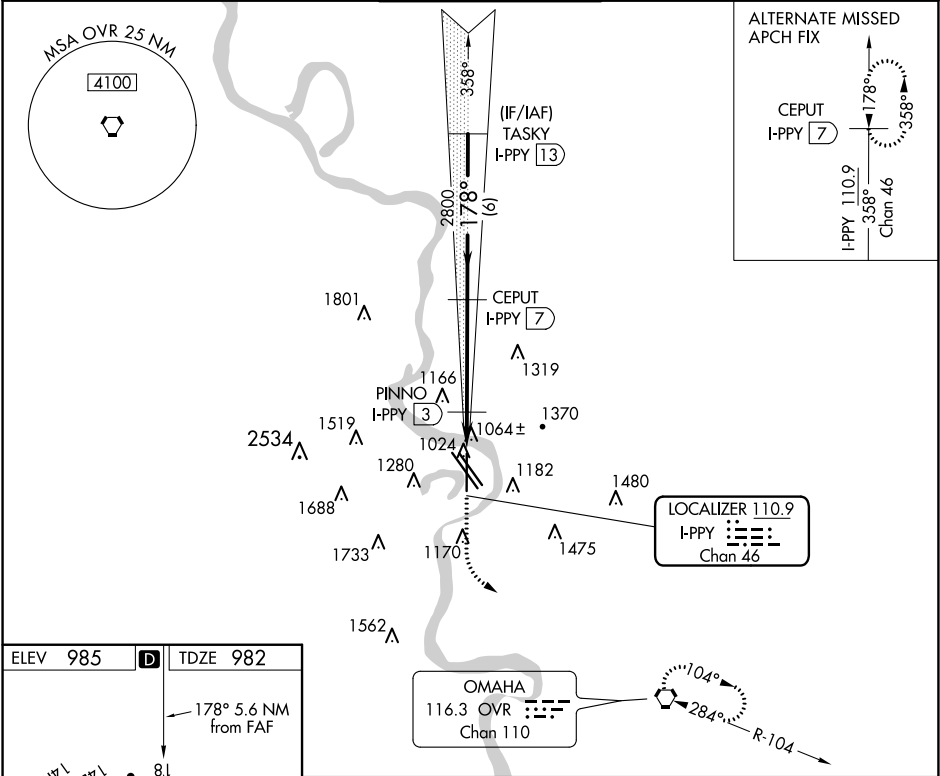 MSA OVR 25 NM
4100
358°
(IF/IAF)
TASKY
I-PPY 13
2800
178°
(6)
ALTERNATE MISSED
APCH FIX
CEPUT
I-PPY 7
178°
358°
I-PPY 110.9
358°
Chan 46
CEPUT
I-PPY 7
1801
1319
1166
PINNO
I-PPY 3
1370
1519
1064±
2534
1024
1280
1182
1480
1688
LOCALIZER 110.9
I-PPY
Chan 46
1733
1170
1475
1562
ELEV 985 D TDZE 982
178° 5.6 NM
from FAF
OMAHA
116.3 OVR
Chan 110
104°
284°
R-104